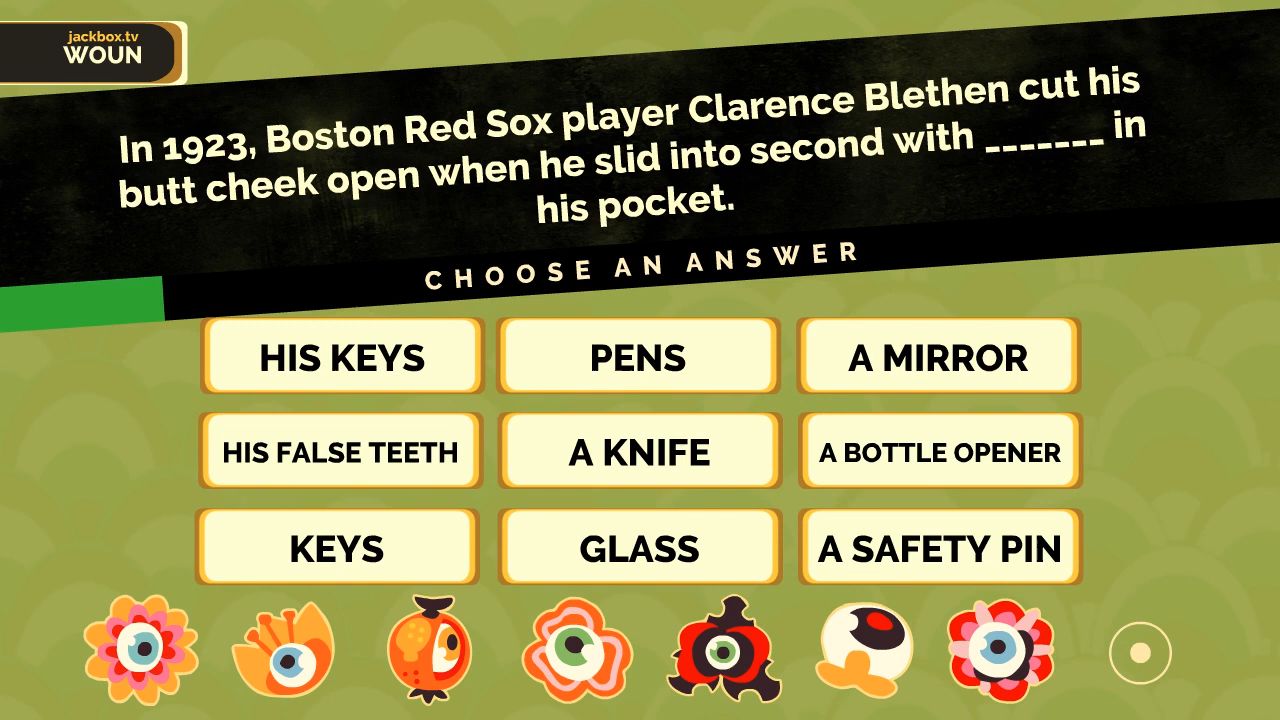 jackbox.tv
WOUN
In 1923, Boston Red Sox player Clarence Blethen cut his
butt cheek open when he slid into second with _______ in
his pocket.
CHOOSE AN ANSWER
HIS KEYS
PENS
A MIRROR
HIS FALSE TEETH
A KNIFE
A BOTTLE OPENER
KEYS
GLASS
A SAFETY PIN